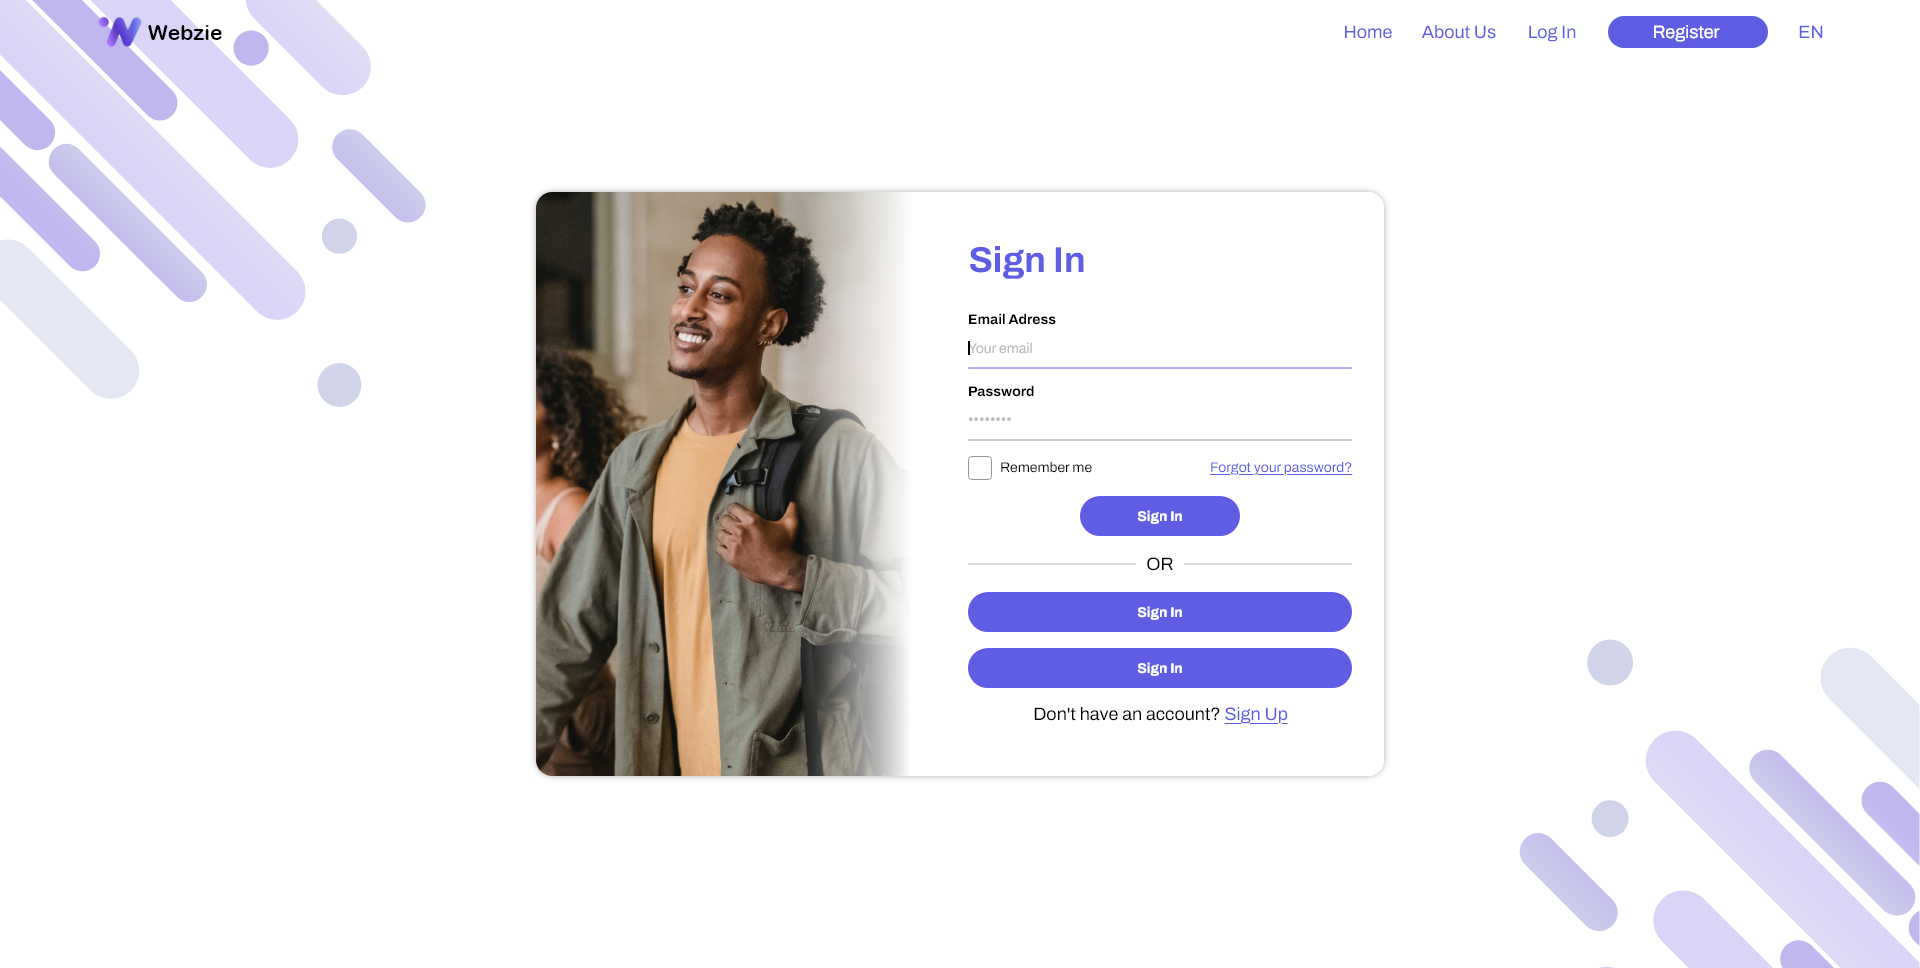 Webzie
Home
About Us
Log In
Register
EN
Sign In
Email Adress
Your email
Password
••••••••
Remember me
Forgot your password?
Sign In
OR
Sign In
Sign In
Don't have an account? Sign Up